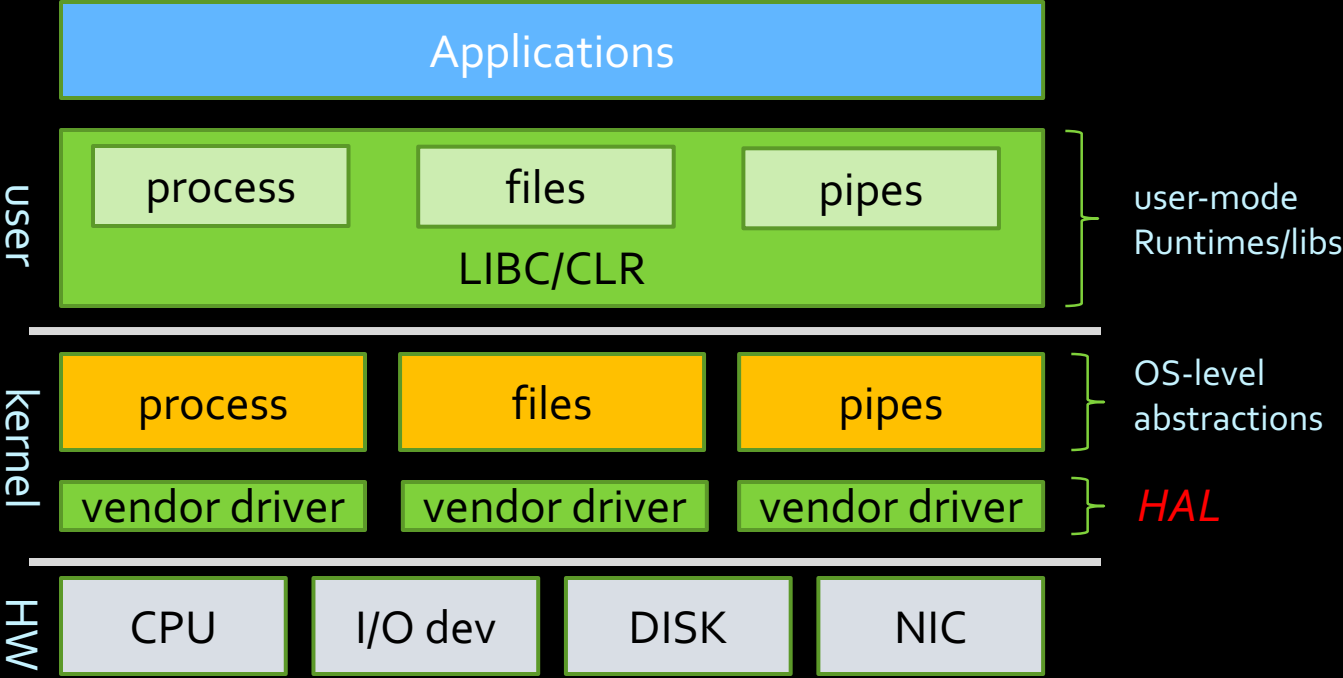 Applications
user
process
files
pipes
LIBC/CLR
user-mode
Runtimes/libs
kernel
process
files
pipes
OS-level
abstractions
vendor driver
vendor driver
vendor driver
HAL
HW
CPU
I/O dev
DISK
NIC